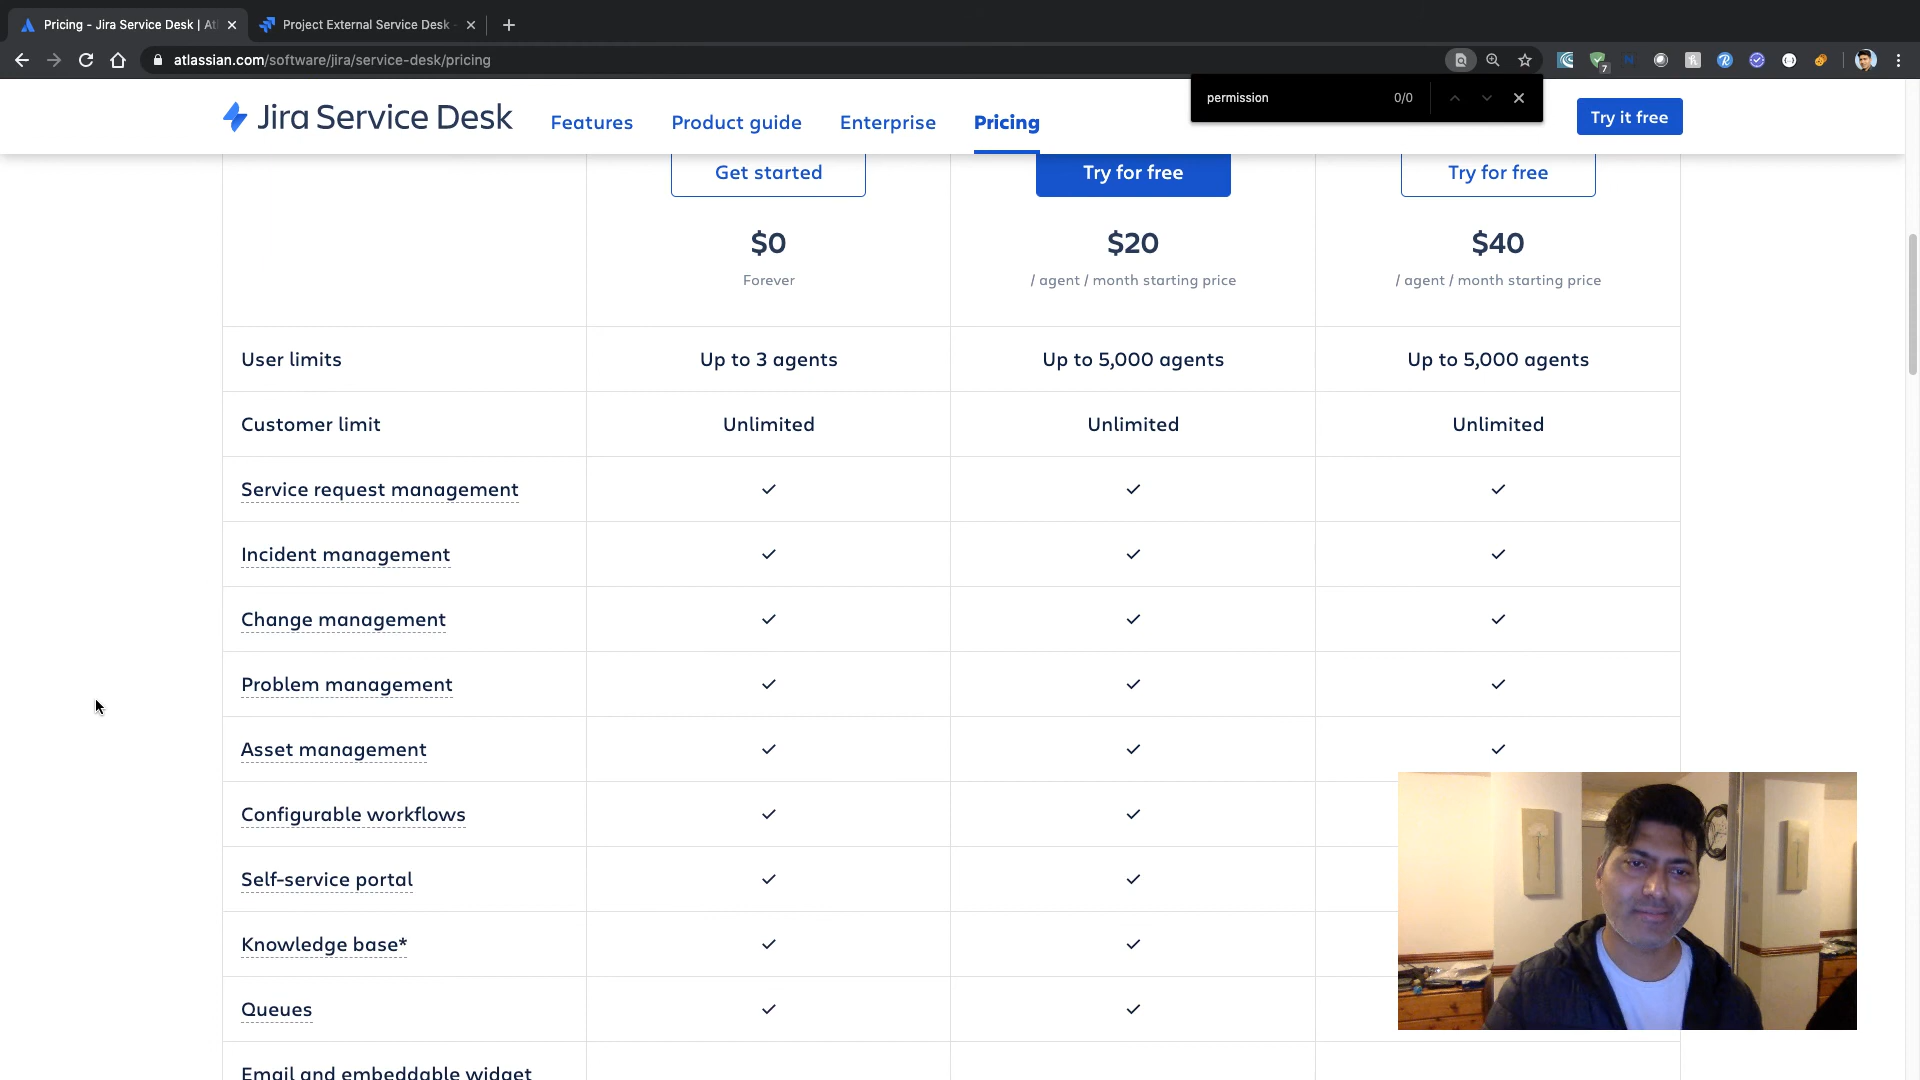 Pricing - Jira Service Desk | At
Project External Service Desk -
atlassian.com/software/jira/service-desk/pricing
7
permission 0/0
Jira Service Desk Features Product guide Enterprise Pricing Try it free
Get started Try for free Try for free
$0 $20 $40
Forever / agent / month starting price / agent / month starting price
User limits Up to 3 agents Up to 5,000 agents Up to 5,000 agents
Customer limit Unlimited Unlimited Unlimited
Service request management
Incident management
Change management
Problem management
Asset management
Configurable workflows
Self-service portal
Knowledge base*
Queues
Email and embeddable widget